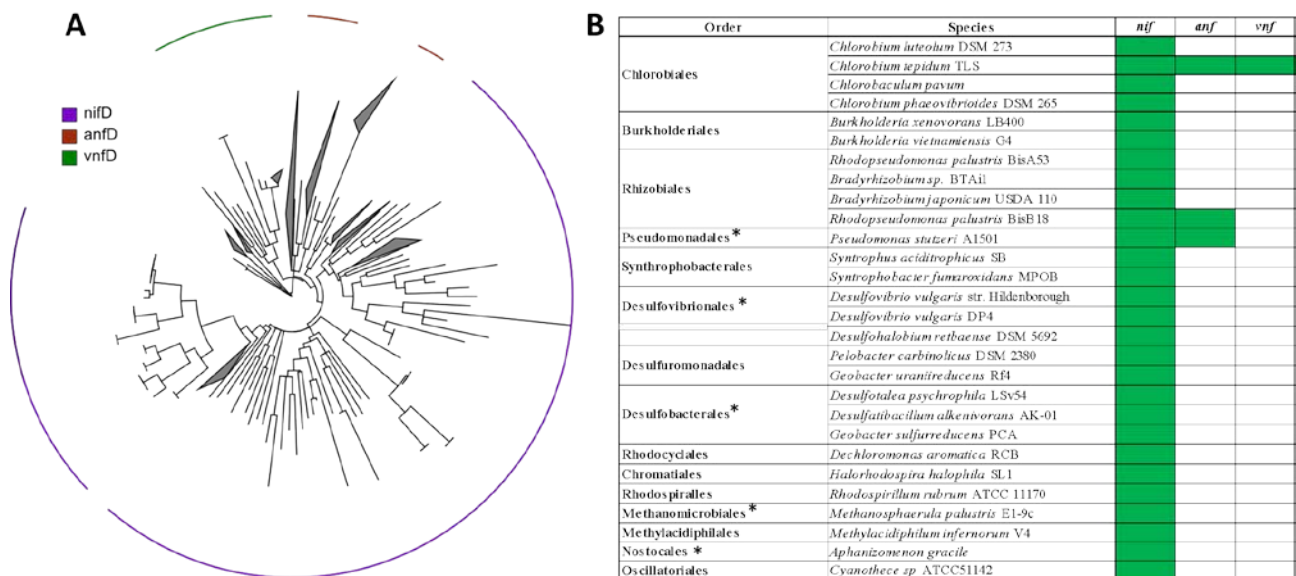 A
nifD
anfD
vnfD
B
Order Species nif anf vnf
Chlorobiales
Chlorobium luteolum DSM 273
Chlorobium tepidum TLS
Chlorobaculum pavum
Chlorobium phaeovibrioides DSM 265
Burkholderiales
Burkholderia xenovorans LB400
Burkholderia vietnamiensis G4
Rhizobiales
Rhodopseudomonas palustris BisA53
Bradyrhizobium sp. BTAi1
Bradyrhizobium japonicum USDA 110
Rhodopseudomonas palustris BisB18
Pseudomonadales * Pseudomonas stutzeri A1501
Synthrophobacterales
Syntrophus aciditrophicus SB
Syntrophobacter fumaroxidans MPOB
Desulfovibrionales *
Desulfovibrio vulgaris str. Hildenborough
Desulfovibrio vulgaris DP4
Desulfuromonadales
Desulfohalobium retbaense DSM 5692
Pelobacter carbinolicus DSM 2380
Geobacter uraniireducens Rf4
Desulfobacterales *
Desulfotalea psychrophila LSv54
Desulfatibacillum alkenivorans AK-01
Geobacter sulfurreducens PCA
Rhodocyclales Dechloromonas aromatica RCB
Chromatiales Halorhodospira halophila SL1
Rhodospiralles Rhodospirillum rubrum ATCC 11170
Methanomicrobiales * Methanosphaerula palustris E1-9c
Methylacidiphilales Methylacidiphilum infernorum V4
Nostocales * Aphanizomenon gracile
Oscillatoriales Cyanothece sp ATCC51142